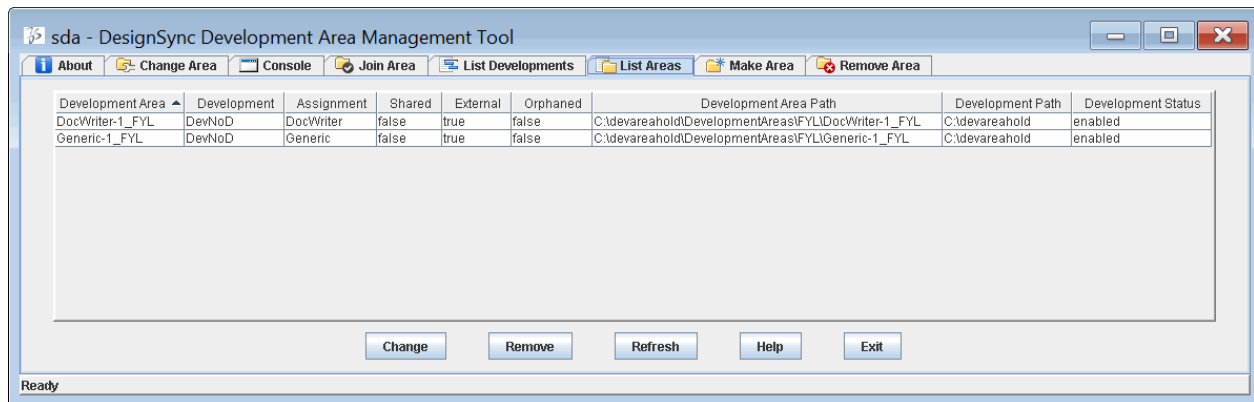 sda - DesignSync Development Area Management Tool
About Change Area Console Join Area List Developments List Areas Make Area Remove Area
Development Area Development Assignment Shared External Orphaned Development Area Path Development Path Development Status
DocWriter-1_FYL DevNoD DocWriter false true false C:\devareahold\DevelopmentAreas\FYL\DocWriter-1_FYL C:\devareahold enabled
Generic-1_FYL DevNoD Generic false true false C:\devareahold\DevelopmentAreas\FYL\Generic-1_FYL C:\devareahold enabled
Change Remove Refresh Help Exit
Ready